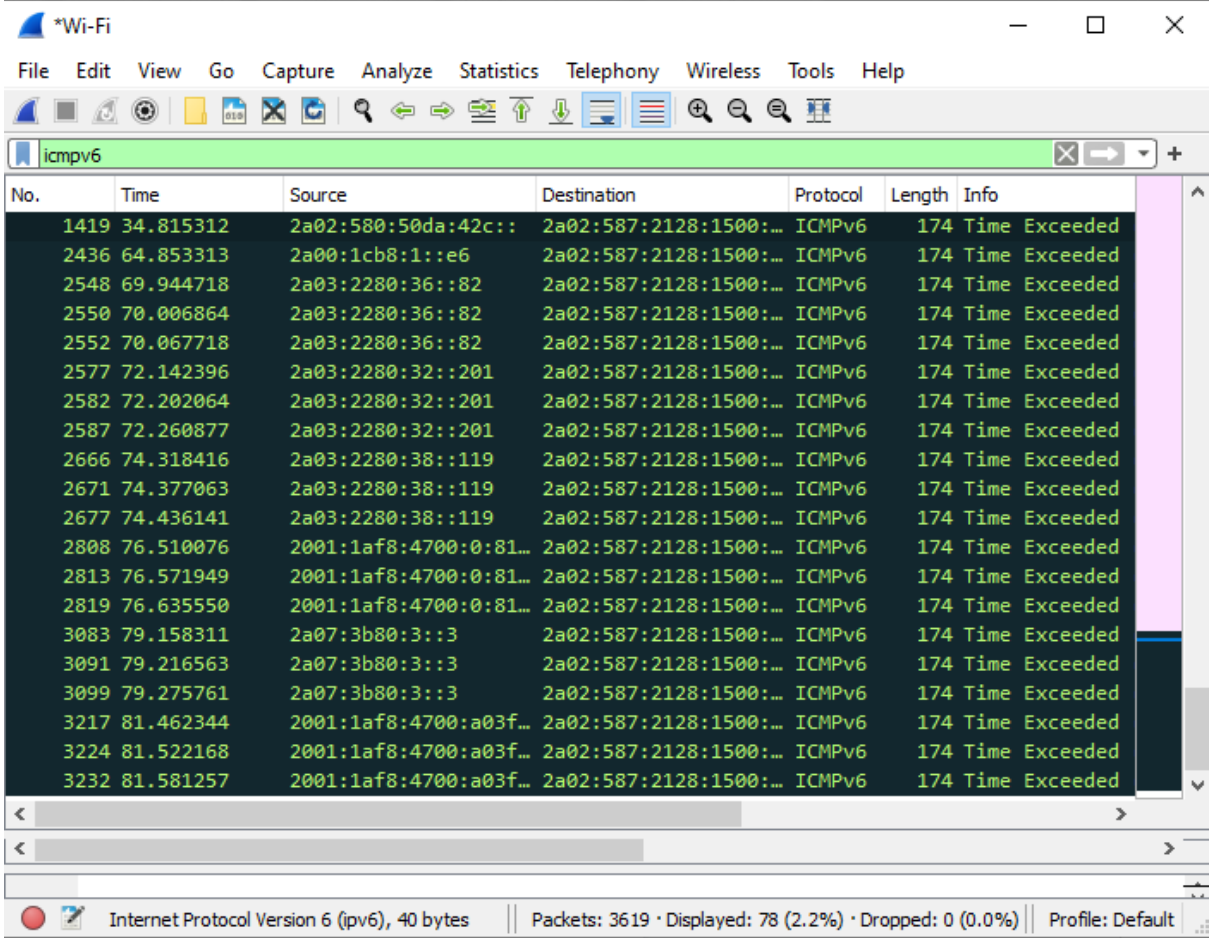 *Wi-Fi
File Edit View Go Capture Analyze Statistics Telephony Wireless Tools Help
icmpv6
No. Time Source Destination Protocol Length Info
1419 34.815312 2a02:580:50da:42c:: 2a02:587:2128:1500:… ICMPv6 174 Time Exceeded
2436 64.853313 2a00:1cb8:1::e6 2a02:587:2128:1500:… ICMPv6 174 Time Exceeded
2548 69.944718 2a03:2280:36::82 2a02:587:2128:1500:… ICMPv6 174 Time Exceeded
2550 70.006864 2a03:2280:36::82 2a02:587:2128:1500:… ICMPv6 174 Time Exceeded
2552 70.067718 2a03:2280:36::82 2a02:587:2128:1500:… ICMPv6 174 Time Exceeded
2577 72.142396 2a03:2280:32::201 2a02:587:2128:1500:… ICMPv6 174 Time Exceeded
2582 72.202064 2a03:2280:32::201 2a02:587:2128:1500:… ICMPv6 174 Time Exceeded
2587 72.260877 2a03:2280:32::201 2a02:587:2128:1500:… ICMPv6 174 Time Exceeded
2666 74.318416 2a03:2280:38::119 2a02:587:2128:1500:… ICMPv6 174 Time Exceeded
2671 74.377063 2a03:2280:38::119 2a02:587:2128:1500:… ICMPv6 174 Time Exceeded
2677 74.436141 2a03:2280:38::119 2a02:587:2128:1500:… ICMPv6 174 Time Exceeded
2808 76.510076 2001:1af8:4700:0:81… 2a02:587:2128:1500:… ICMPv6 174 Time Exceeded
2813 76.571949 2001:1af8:4700:0:81… 2a02:587:2128:1500:… ICMPv6 174 Time Exceeded
2819 76.635550 2001:1af8:4700:0:81… 2a02:587:2128:1500:… ICMPv6 174 Time Exceeded
3083 79.158311 2a07:3b80:3::3 2a02:587:2128:1500:… ICMPv6 174 Time Exceeded
3091 79.216563 2a07:3b80:3::3 2a02:587:2128:1500:… ICMPv6 174 Time Exceeded
3099 79.275761 2a07:3b80:3::3 2a02:587:2128:1500:… ICMPv6 174 Time Exceeded
3217 81.462344 2001:1af8:4700:a03f… 2a02:587:2128:1500:… ICMPv6 174 Time Exceeded
3224 81.522168 2001:1af8:4700:a03f… 2a02:587:2128:1500:… ICMPv6 174 Time Exceeded
3232 81.581257 2001:1af8:4700:a03f… 2a02:587:2128:1500:… ICMPv6 174 Time Exceeded
Internet Protocol Version 6 (ipv6), 40 bytes Packets: 3619 · Displayed: 78 (2.2%) · Dropped: 0 (0.0%) Profile: Default